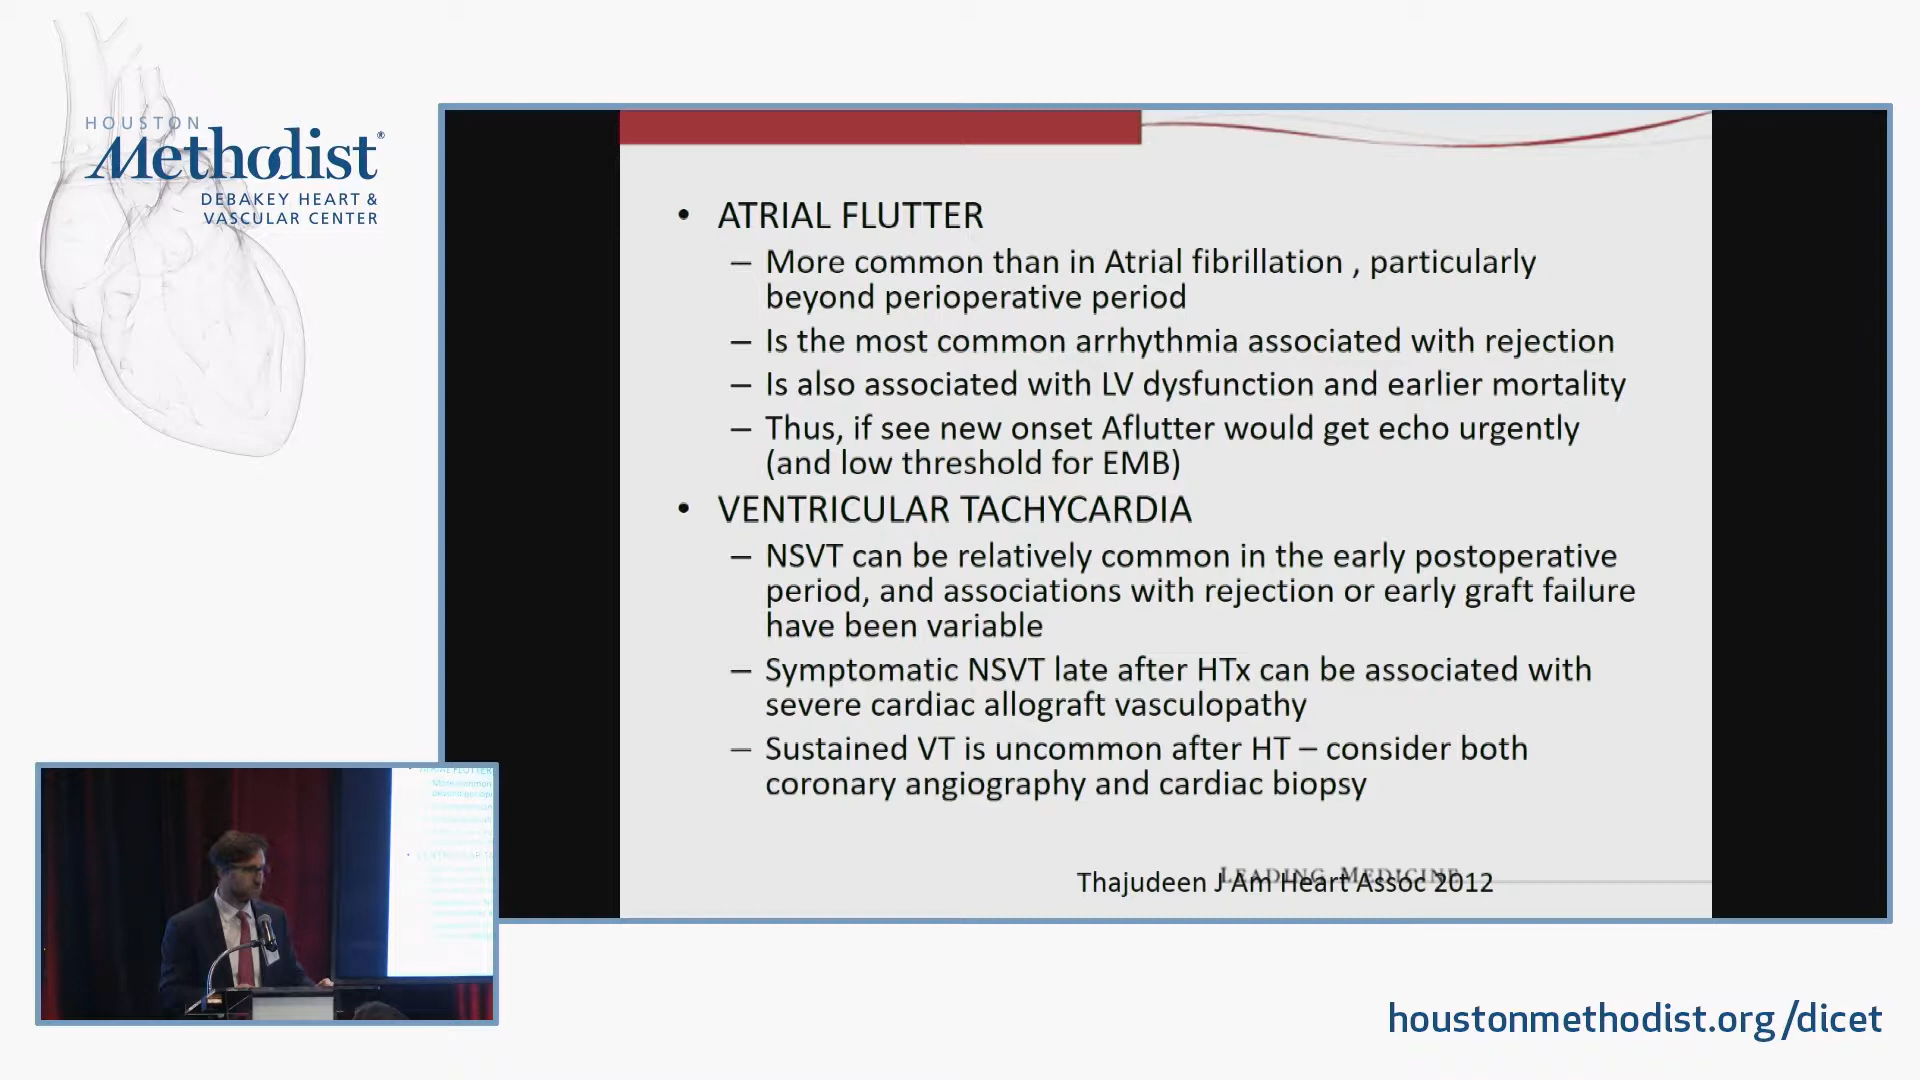 HOUSTON
Methodist®
DEBAKEY HEART &
VASCULAR CENTER
• ATRIAL FLUTTER
– More common than in Atrial fibrillation , particularly
beyond perioperative period
– Is the most common arrhythmia associated with rejection
– Is also associated with LV dysfunction and earlier mortality
– Thus, if see new onset Aflutter would get echo urgently
(and low threshold for EMB)
• VENTRICULAR TACHYCARDIA
– NSVT can be relatively common in the early postoperative
period, and associations with rejection or early graft failure
have been variable
– Symptomatic NSVT late after HTx can be associated with
severe cardiac allograft vasculopathy
– Sustained VT is uncommon after HT – consider both
coronary angiography and cardiac biopsy
LEADING MEDICINE
Thajudeen J Am Heart Assoc 2012
• ATRIAL FLUTTER
houstonmethodist.org/dicet